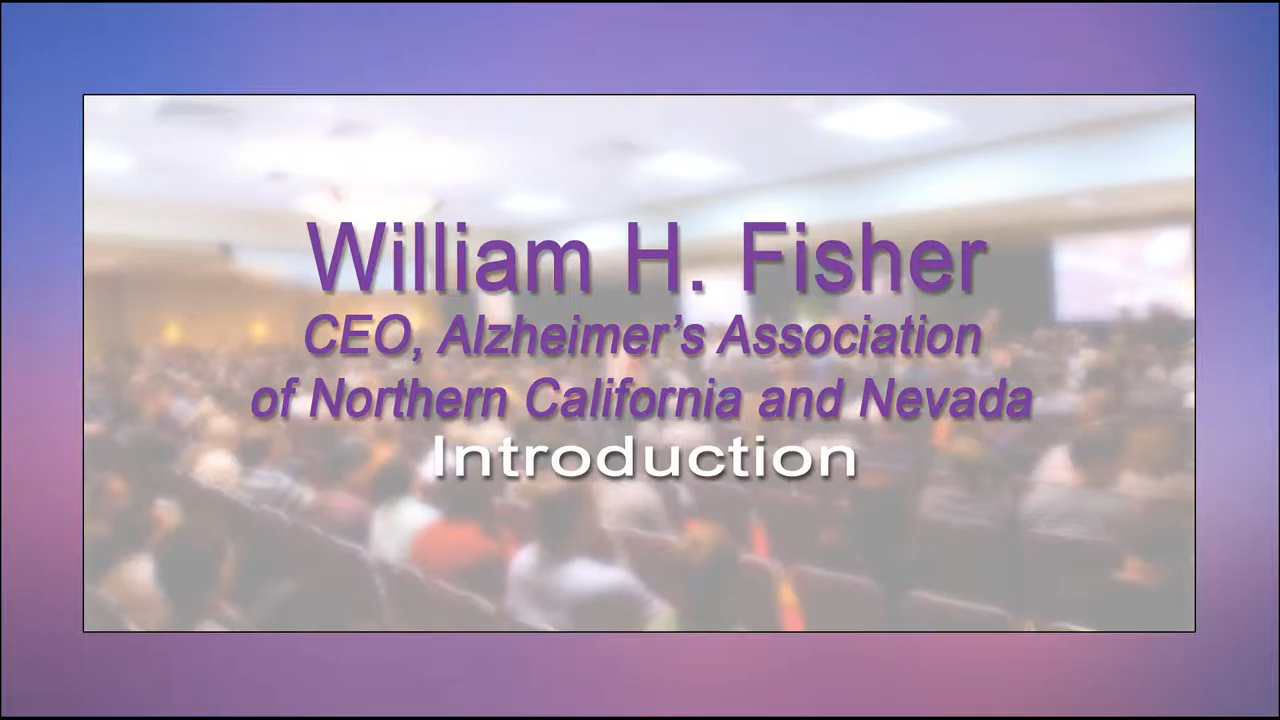 William H. Fisher
CEO, Alzheimer’s Association
of Northern California and Nevada
Introduction